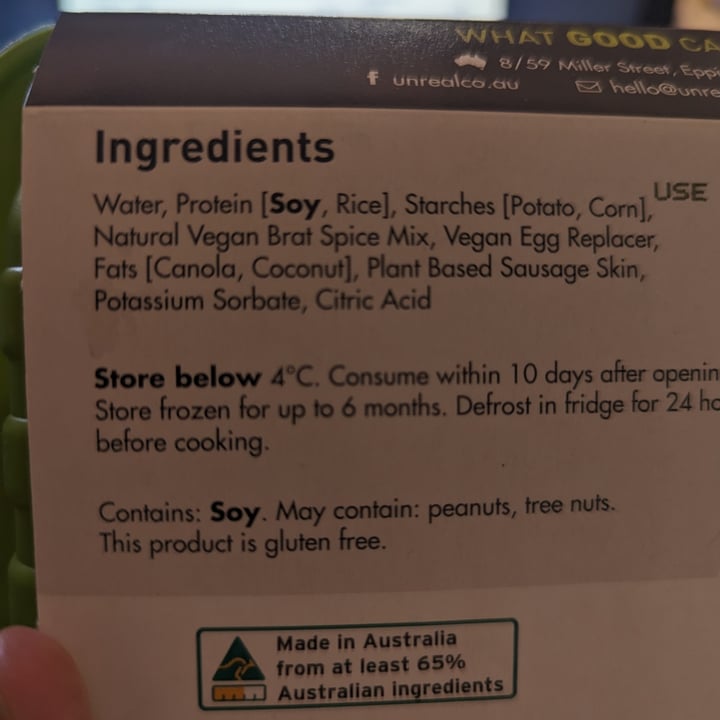 WHAT GOOD CA
8/59 Miller Street, Eppi
unrealco.au hello@unre
Ingredients
USE
Water, Protein [Soy, Rice], Starches [Potato, Corn],
Natural Vegan Brat Spice Mix, Vegan Egg Replacer,
Fats [Canola, Coconut], Plant Based Sausage Skin,
Potassium Sorbate, Citric Acid
Store below 4°C. Consume within 10 days after openin
Store frozen for up to 6 months. Defrost in fridge for 24 ho
before cooking.
Contains: Soy. May contain: peanuts, tree nuts.
This product is gluten free.
Made in Australia
from at least 65%
Australian ingredients